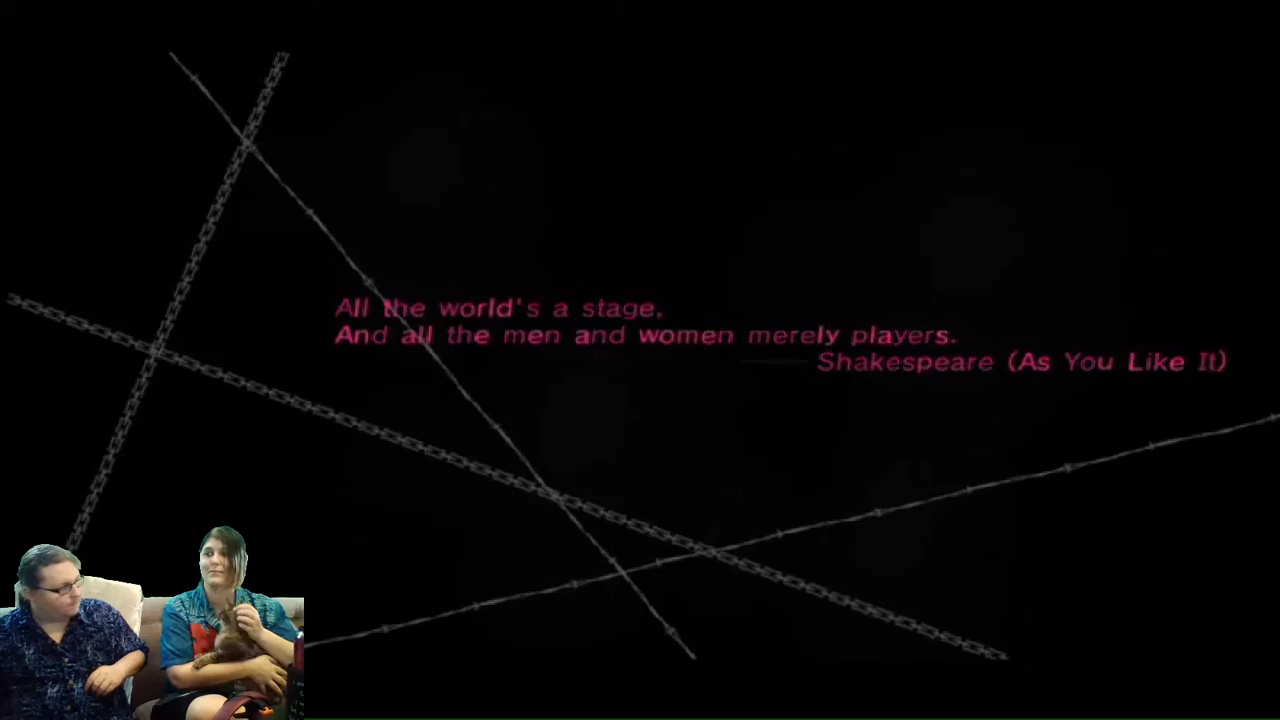 All the world's a stage,
And all the men and women merely players.
Shakespeare (As You Like It)